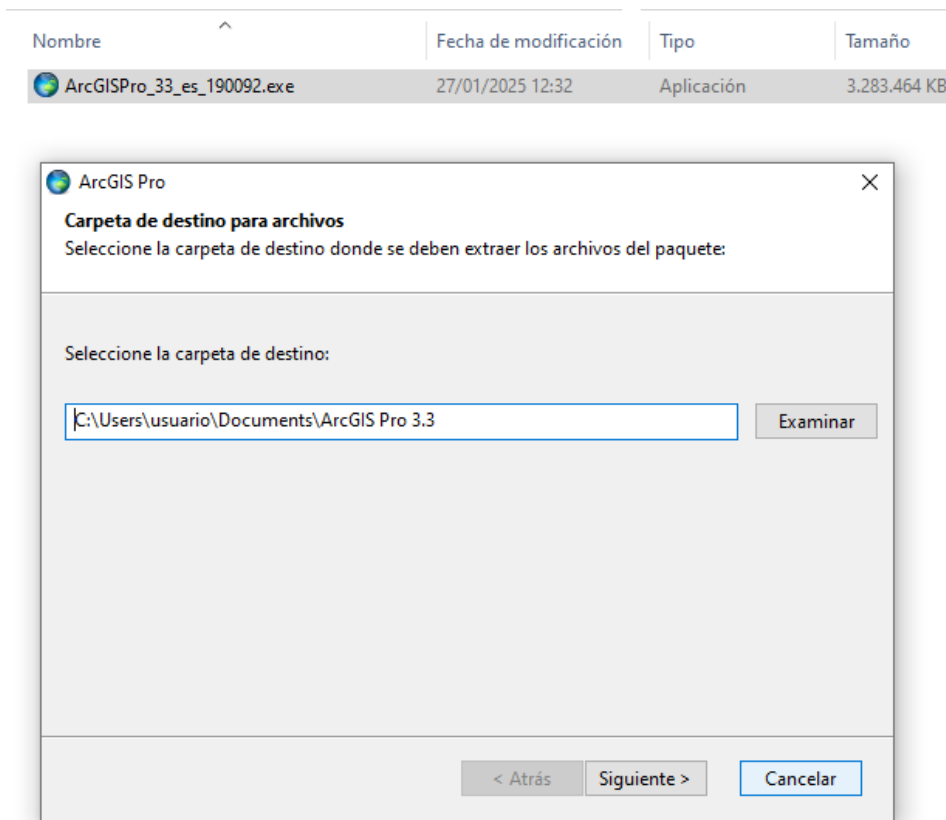 Nombre Fecha de modificación Tipo Tamaño
ArcGISPro_33_es_190092.exe 27/01/2025 12:32 Aplicación 3.283.464 KB
ArcGIS Pro
Carpeta de destino para archivos
Seleccione la carpeta de destino donde se deben extraer los archivos del paquete:
Seleccione la carpeta de destino:
C:\Users\usuario\Documents\ArcGIS Pro 3.3 Examinar
< Atrás Siguiente > Cancelar